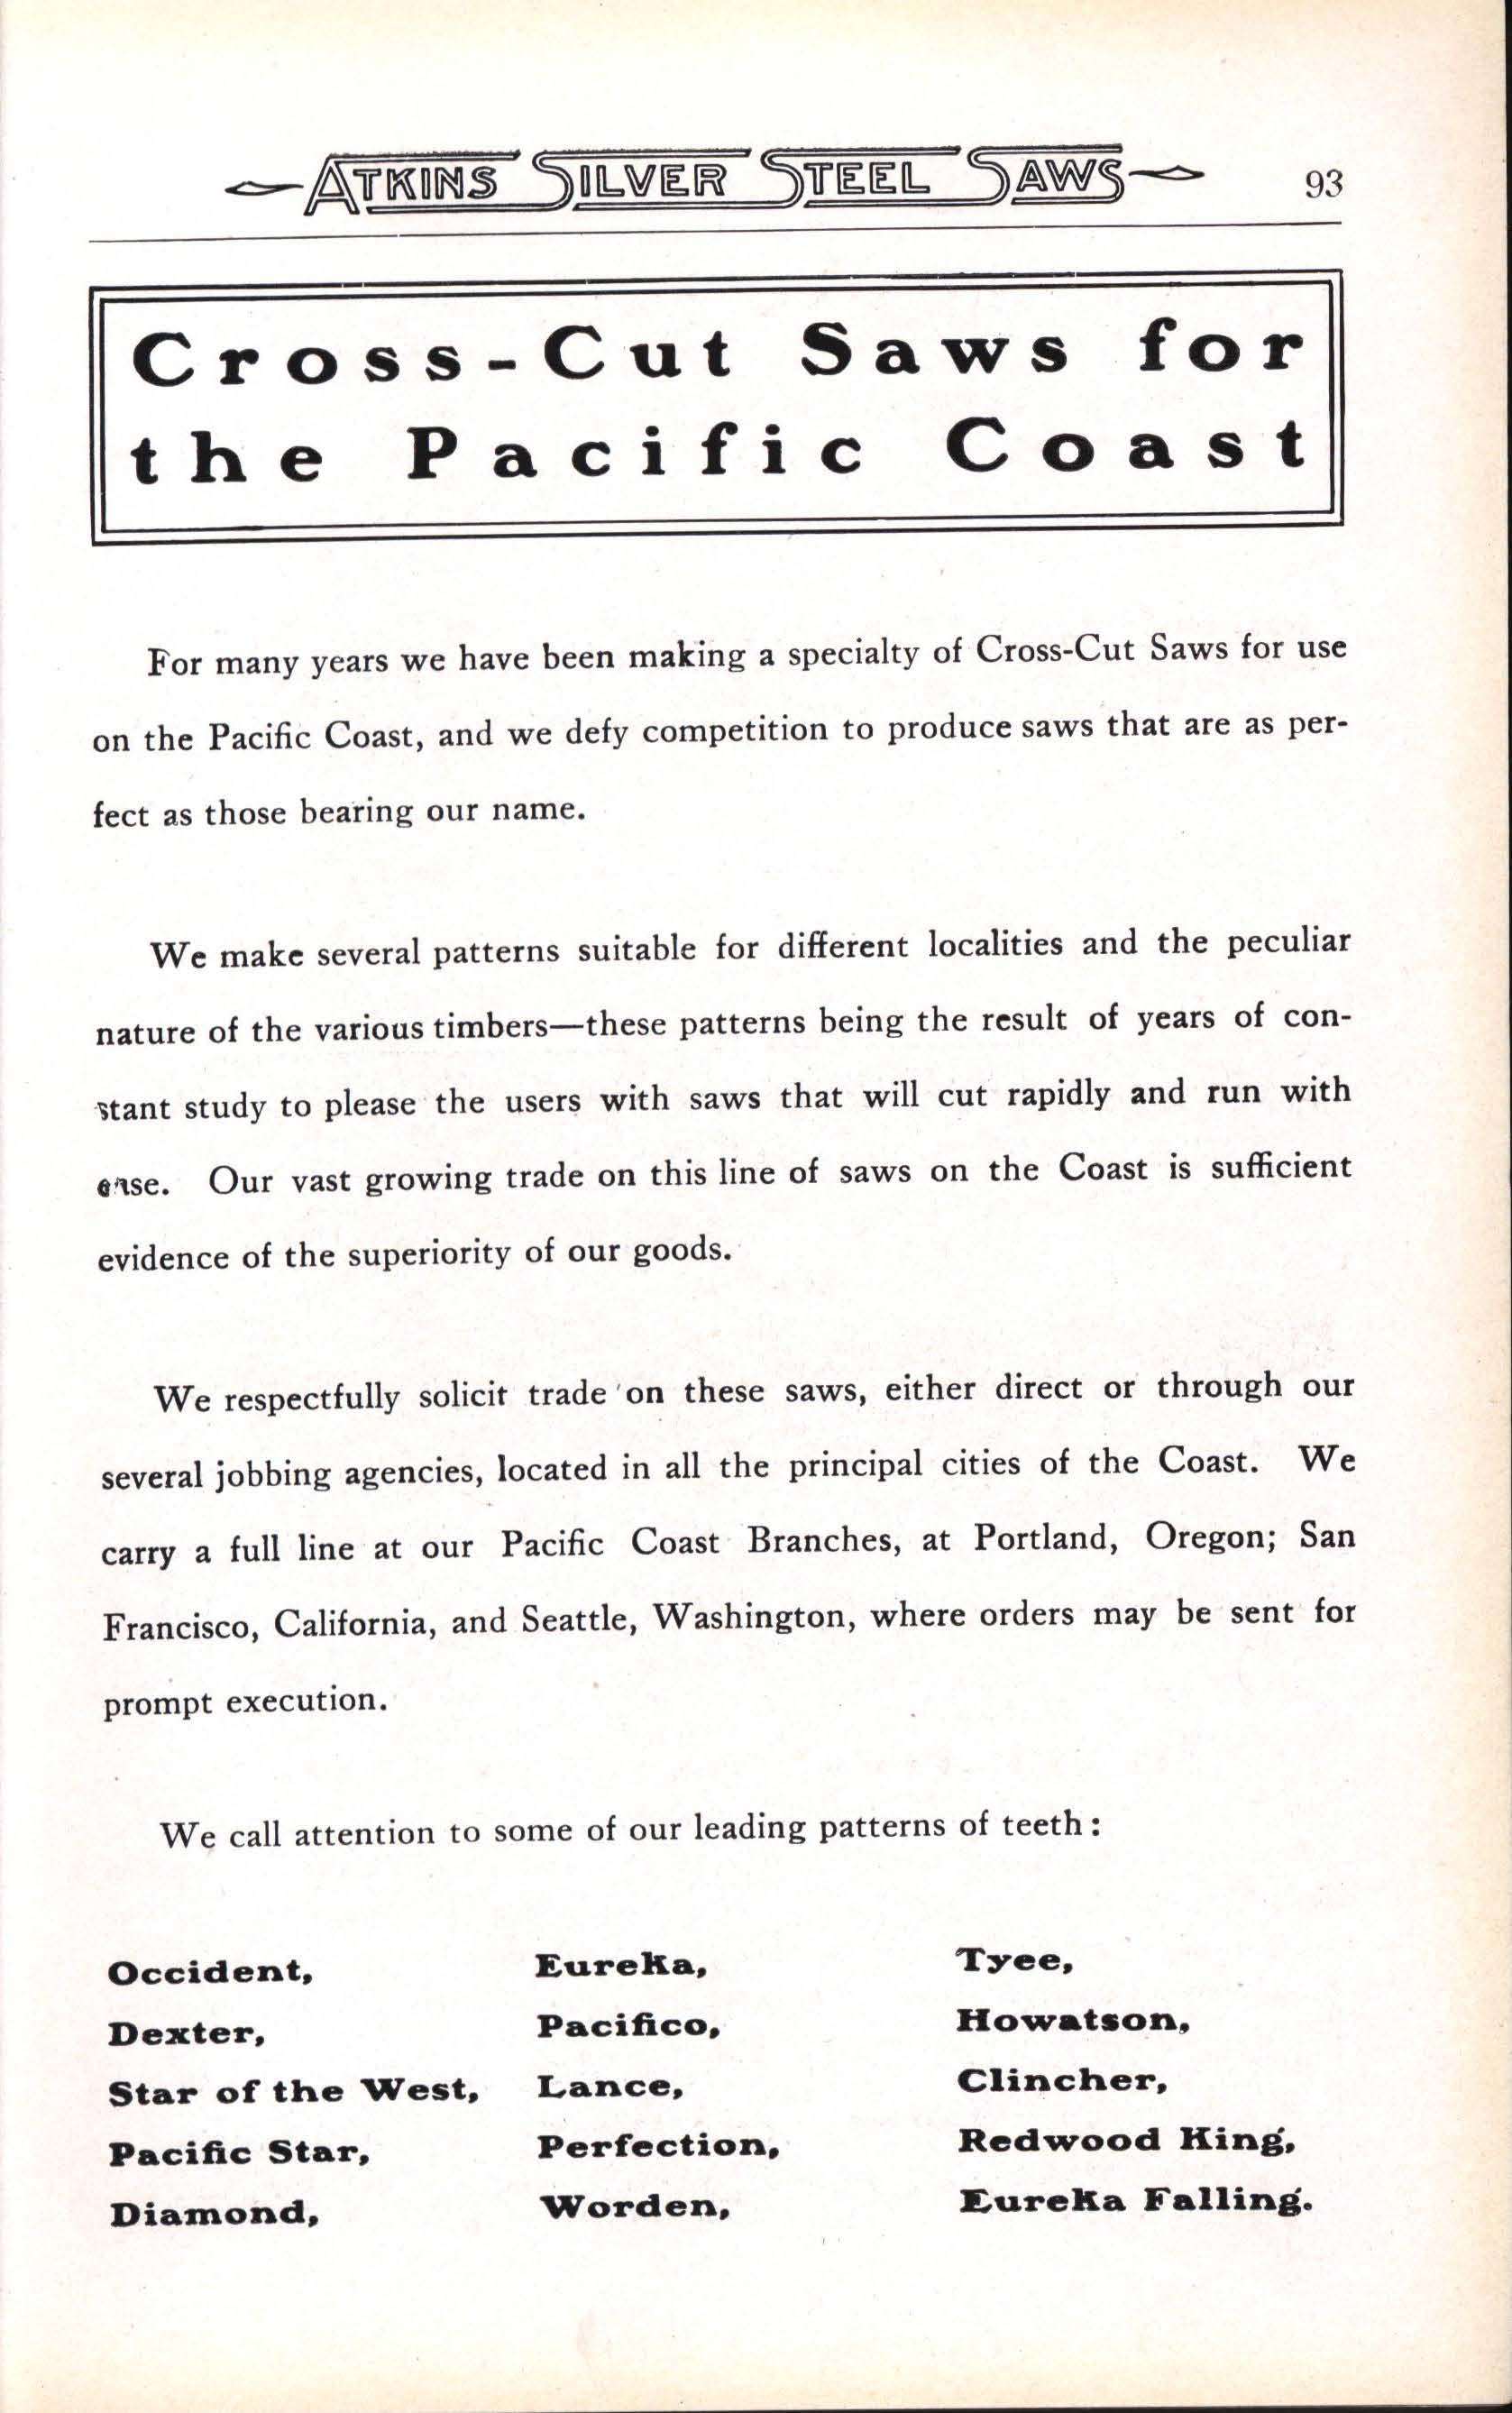 ATKINS SILVER STEEL SAWS 93
Cross-Cut Saws for
the Pacific Coast
For many years we have been making a specialty of Cross-Cut Saws for use
on the Pacific Coast, and we defy competition to produce saws that are as per-
fect as those bearing our name.
We make several patterns suitable for different localities and the peculiar
nature of the various timbers—these patterns being the result of years of con-
stant study to please the users with saws that will cut rapidly and run with
ease. Our vast growing trade on this line of saws on the Coast is sufficient
evidence of the superiority of our goods.
We respectfully solicit trade on these saws, either direct or through our
several jobbing agencies, located in all the principal cities of the Coast. We
carry a full line at our Pacific Coast Branches, at Portland, Oregon; San
Francisco, California, and Seattle, Washington, where orders may be sent for
prompt execution.
We call attention to some of our leading patterns of teeth:
Occident, Eureka, Tyee,
Dexter, Pacifico, Howatson,
Star of the West, Lance, Clincher,
Pacific Star, Perfection, Redwood King,
Diamond, Worden, Eureka Falling.